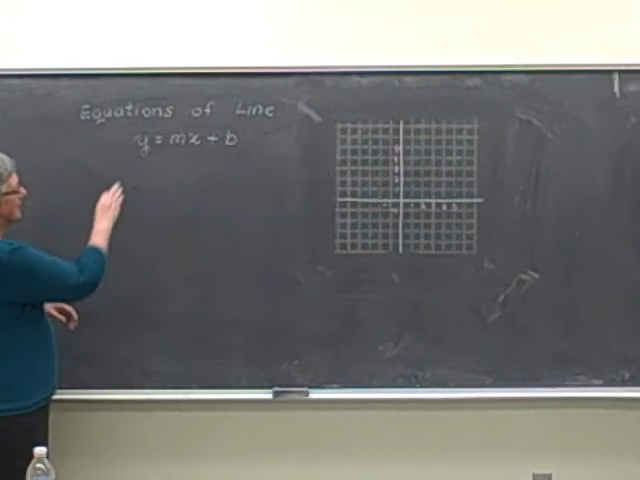 Equations of Line
y = mx + b